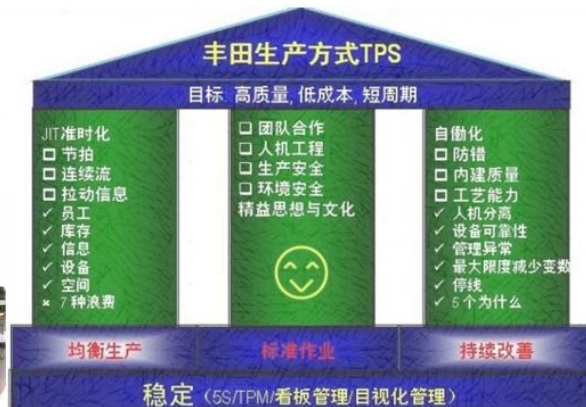 丰田生产方式TPS
目标: 高质量, 低成本, 短周期
JIT准时化
节拍
连续流
拉动信息
✓ 员工
✓ 库存
✓ 信息
✓ 设备
✓ 空间
× 7种浪费
团队合作
人机工程
生产安全
环境安全
精益思想与文化
自働化
防错
内建质量
工艺能力
✓ 人机分离
✓ 设备可靠性
✓ 管理异常
✓ 最大限度减少变数
✓ 停线
✓ 5个为什么
均衡生产
标准作业
持续改善
稳定（5S/TPM/看板管理/目视化管理）